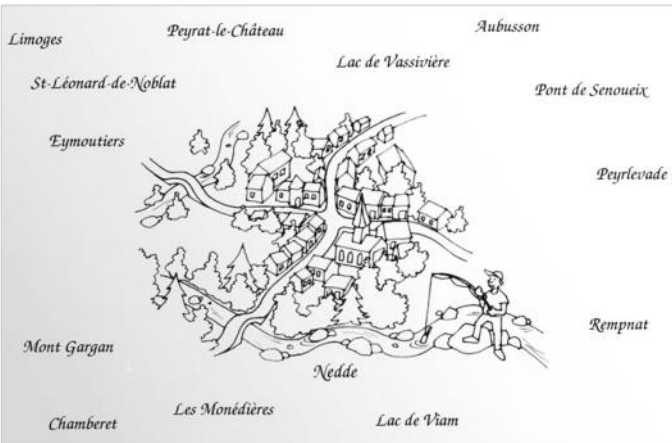 Limoges
Peyrat-le-Château
Aubusson
Lac de Vassivière
St-Léonard-de-Noblat
Pont de Senoueix
Eymoutiers
Peyrlevade
Rempnat
Mont Gargan
Nedde
Les Monédières
Chamberet
Lac de Viam